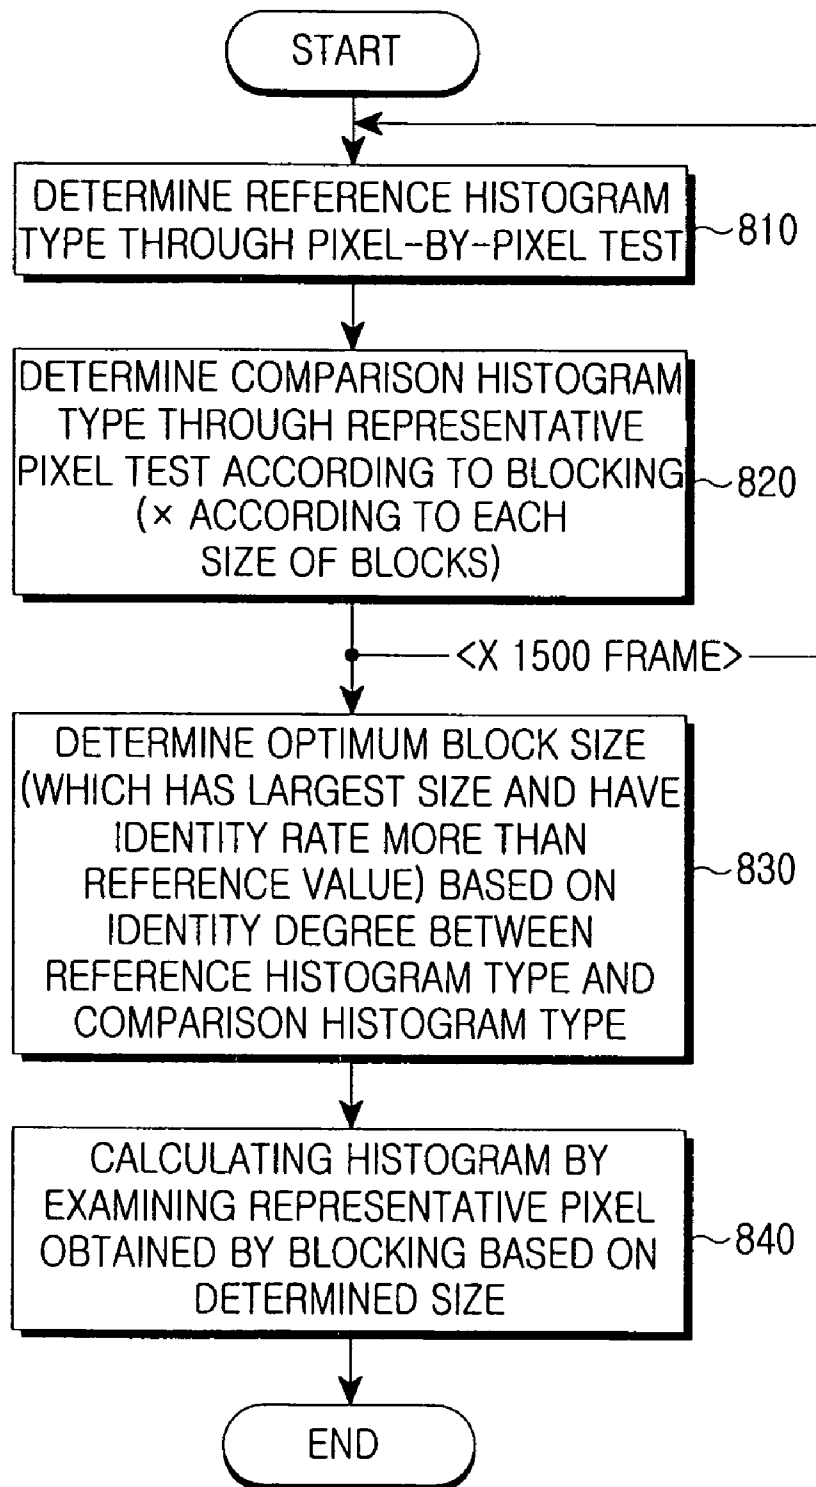 START
DETERMINE REFERENCE HISTOGRAM
TYPE THROUGH PIXEL-BY-PIXEL TEST
810
DETERMINE COMPARISON HISTOGRAM
TYPE THROUGH REPRESENTATIVE
PIXEL TEST ACCORDING TO BLOCKING
(× ACCORDING TO EACH
SIZE OF BLOCKS)
820
<X 1500 FRAME>
DETERMINE OPTIMUM BLOCK SIZE
(WHICH HAS LARGEST SIZE AND HAVE
IDENTITY RATE MORE THAN
REFERENCE VALUE) BASED ON
IDENTITY DEGREE BETWEEN
REFERENCE HISTOGRAM TYPE AND
COMPARISON HISTOGRAM TYPE
830
CALCULATING HISTOGRAM BY
EXAMINING REPRESENTATIVE PIXEL
OBTAINED BY BLOCKING BASED ON
DETERMINED SIZE
840
END